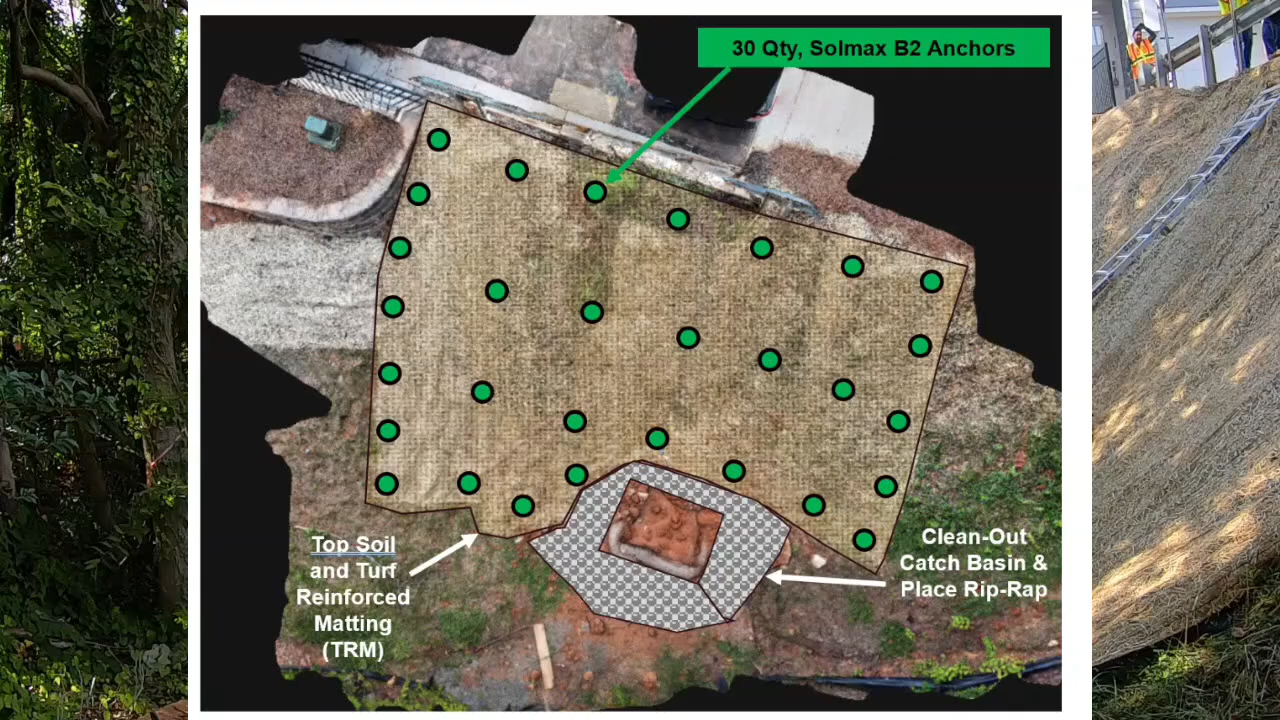 30 Qty, Solmax B2 Anchors
Top Soil
and Turf
Reinforced
Matting
(TRM)
Clean-Out
Catch Basin &
Place Rip-Rap